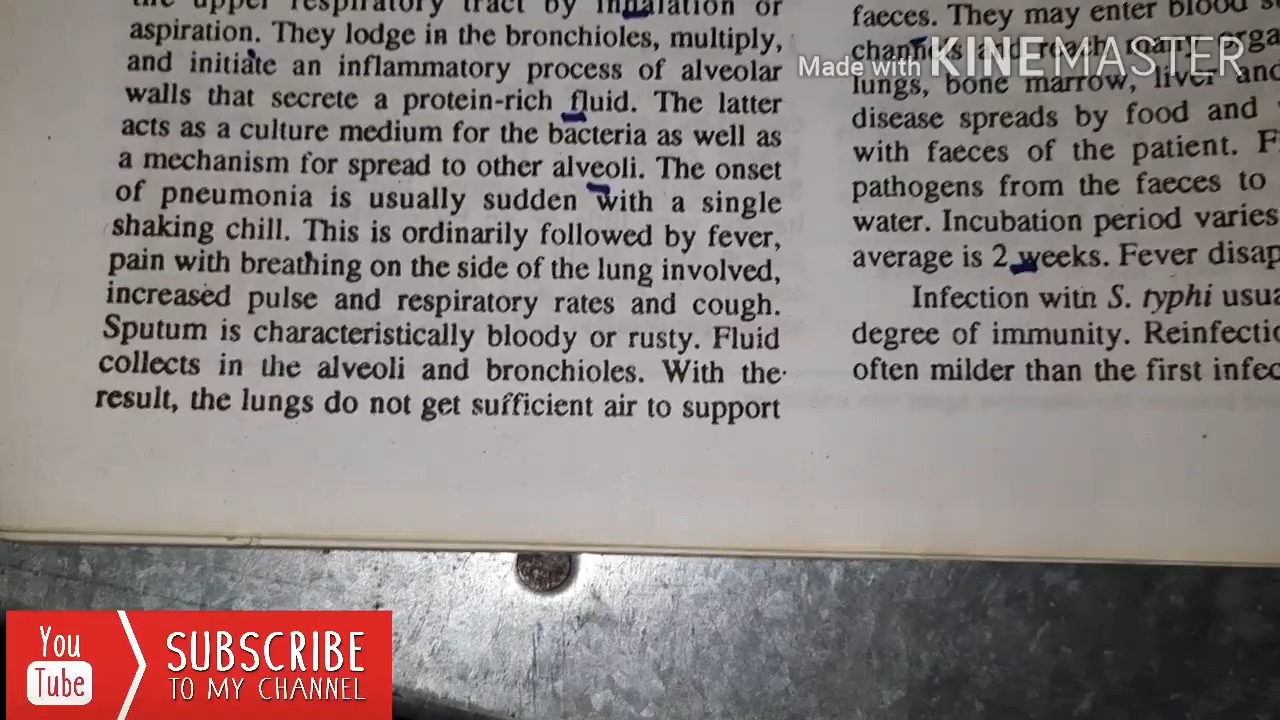 the upper respiratory tract by inhalation or
aspiration. They lodge in the bronchioles, multiply,
and initiate an inflammatory process of alveolar
walls that secrete a protein-rich fluid. The latter
acts as a culture medium for the bacteria as well as
a mechanism for spread to other alveoli. The onset
of pneumonia is usually sudden with a single
shaking chill. This is ordinarily followed by fever,
pain with breathing on the side of the lung involved,
increased pulse and respiratory rates and cough.
Sputum is characteristically bloody or rusty. Fluid
collects in the alveoli and bronchioles. With the
result, the lungs do not get sufficient air to support
faeces. They may enter blood
channels and reach many
lungs, bone marrow, liver and
disease spreads by food and
with faeces of the patient.
pathogens from the faeces to
water. Incubation period varies
average is 2 weeks. Fever
Infection with S. typhi
degree of immunity.
often milder than the first
Made with KINEMASTER
You
Tube
SUBSCRIBE
TO MY CHANNEL